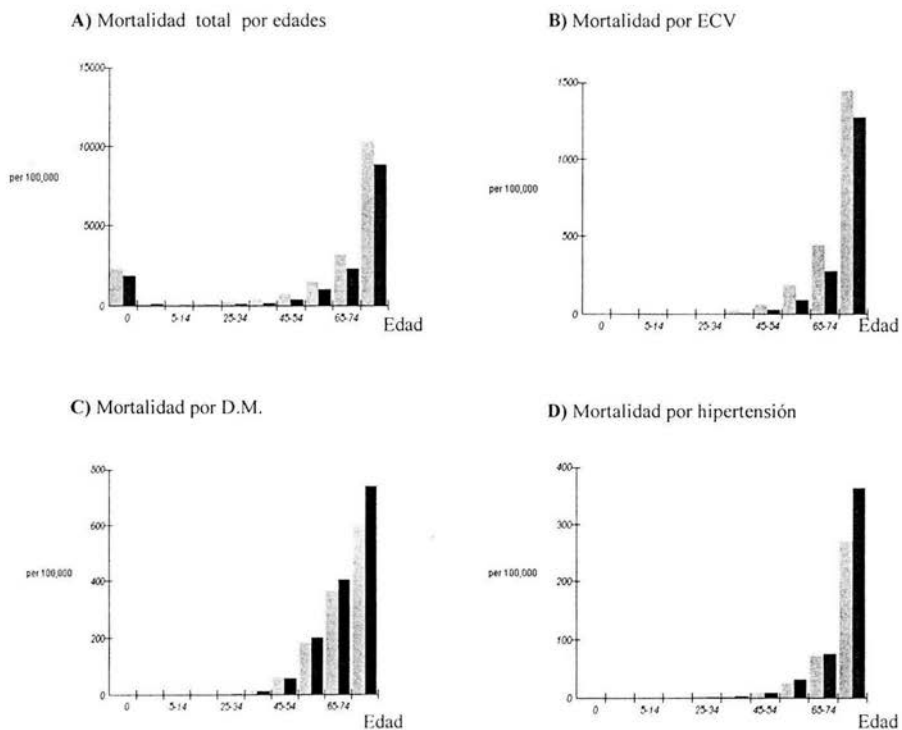 A) Mortalidad total por edades
15000
10000
per 100,000
5000
0
0 5-14 25-34 45-54 65-74
Edad
B) Mortalidad por ECV
1500
1000
per 100,000
500
0
0 5-14 25-34 45-54 65-74
Edad
C) Mortalidad por D.M.
800
600
per 100,000
400
200
0
0 5-14 25-34 45-54 65-74
Edad
D) Mortalidad por hipertensión
400
300
per 100,000
200
100
0
0 5-14 25-34 45-54 65-74
Edad